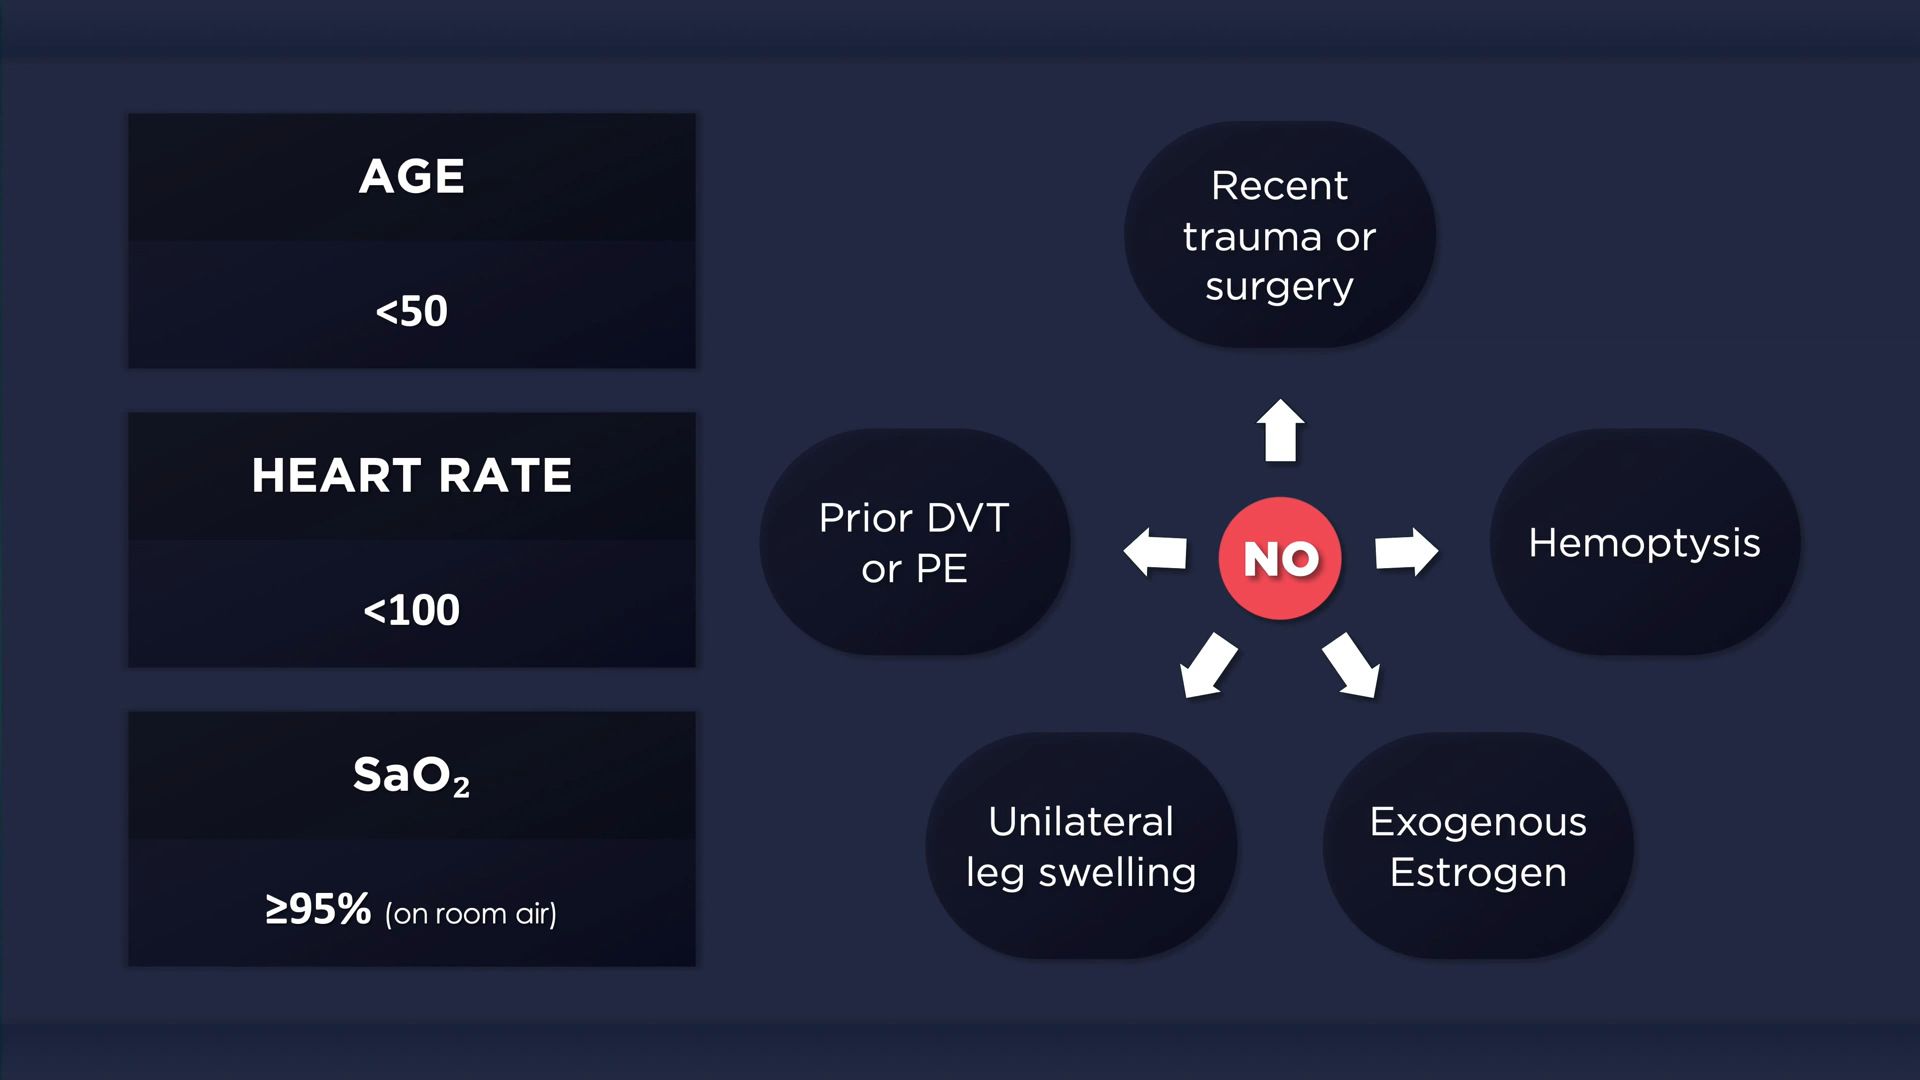 AGE
<50
HEART RATE
<100
SaO₂
≥95% (on room air)
Recent
trauma or
surgery
Prior DVT
or PE
NO
Hemoptysis
Unilateral
leg swelling
Exogenous
Estrogen